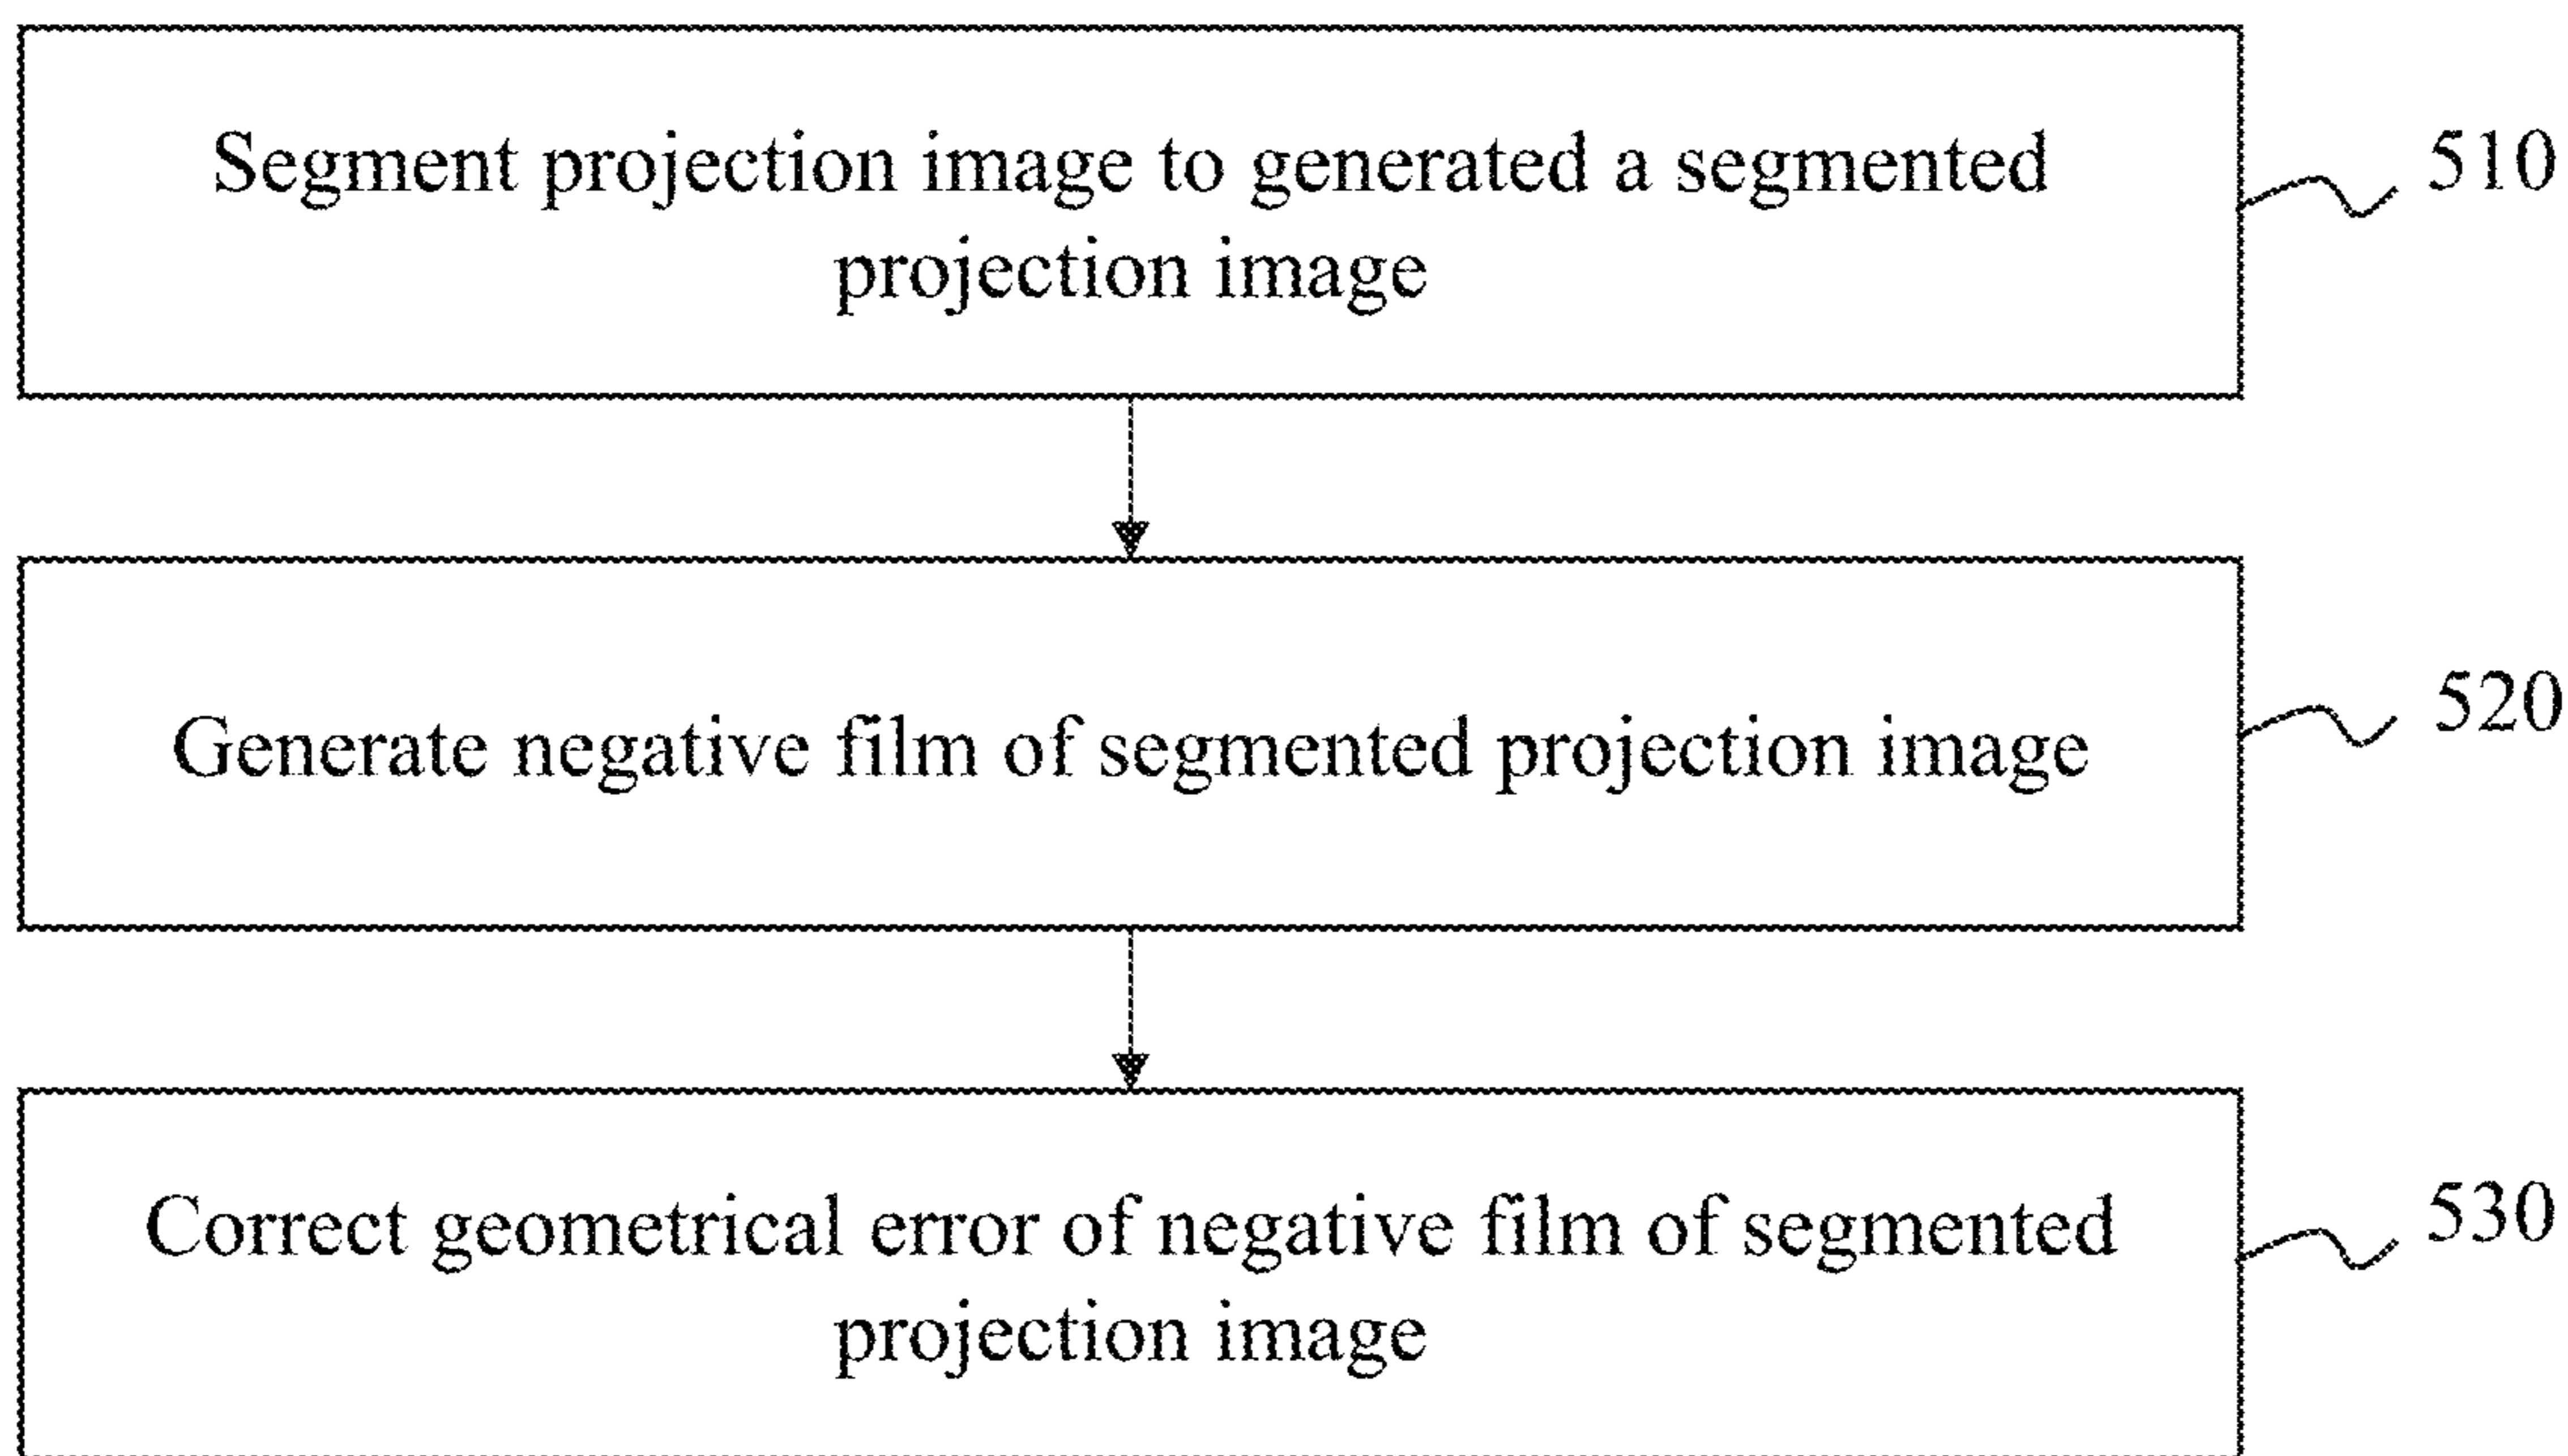 Segment projection image to generated a segmented
projection image
510
Generate negative film of segmented projection image
520
Correct geometrical error of negative film of segmented
projection image
530